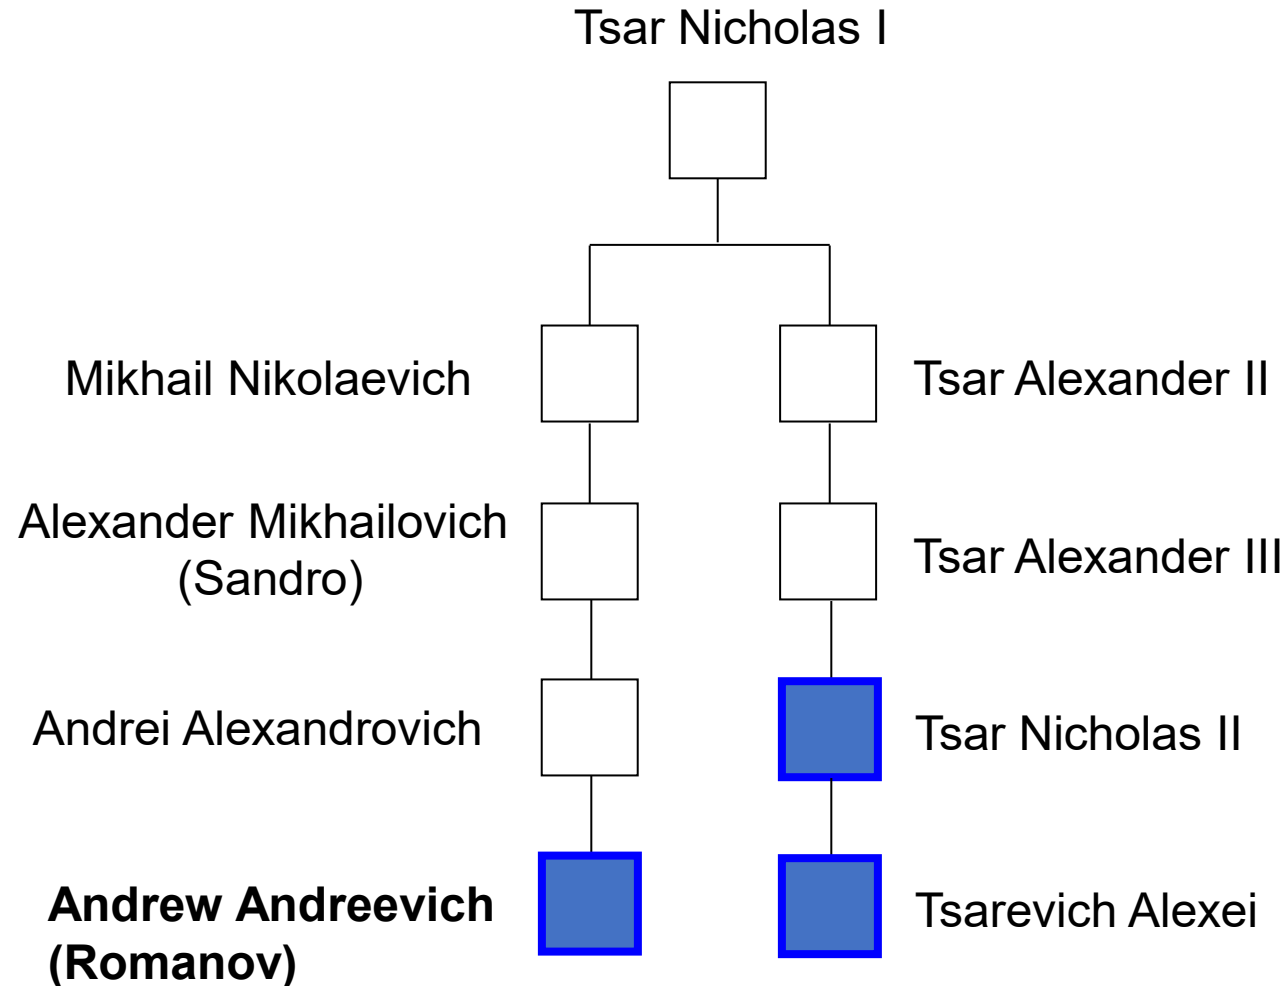 Tsar Nicholas I
Mikhail Nikolaevich
Tsar Alexander II
Alexander Mikhailovich
(Sandro)
Tsar Alexander III
Andrei Alexandrovich
Tsar Nicholas II
Andrew Andreevich
(Romanov)
Tsarevich Alexei